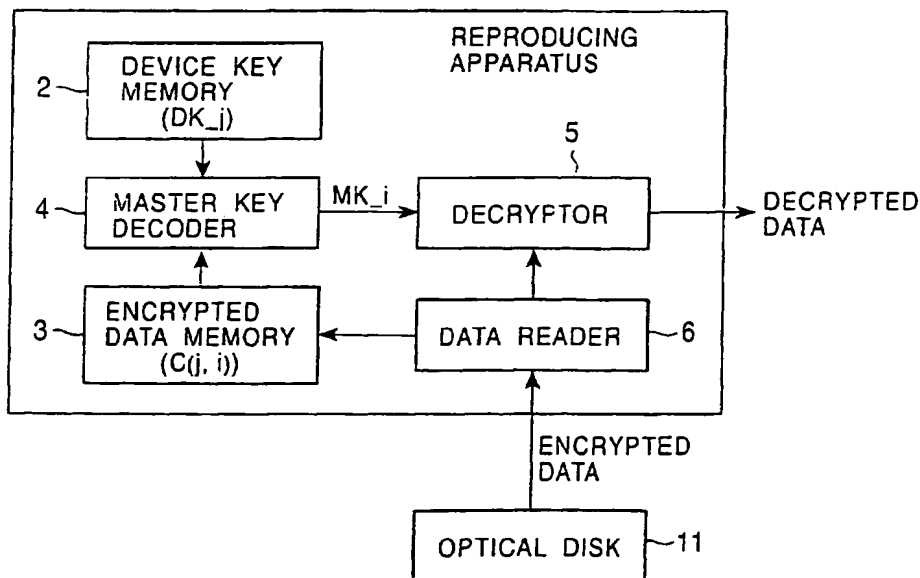 REPRODUCING
APPARATUS
2
DEVICE KEY
MEMORY
(DK_j)
5
4
MASTER KEY
DECODER
MK_i
DECRYPTOR
DECRYPTED
DATA
3
ENCRYPTED
DATA MEMORY
(C(j, i))
DATA READER
6
ENCRYPTED
DATA
OPTICAL DISK
11